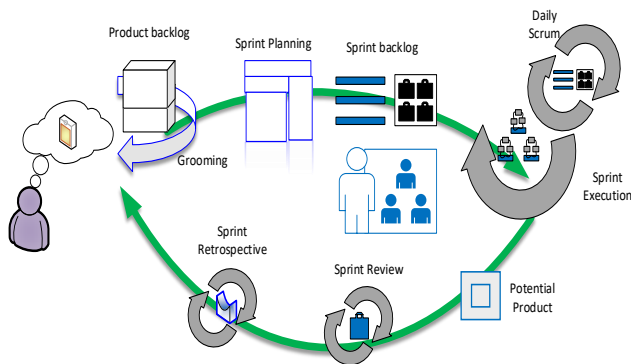 Product backlog
Sprint Planning
Sprint backlog
Daily
Scrum
Grooming
Sprint
Execution
Sprint
Retrospective
Sprint Review
Potential
Product